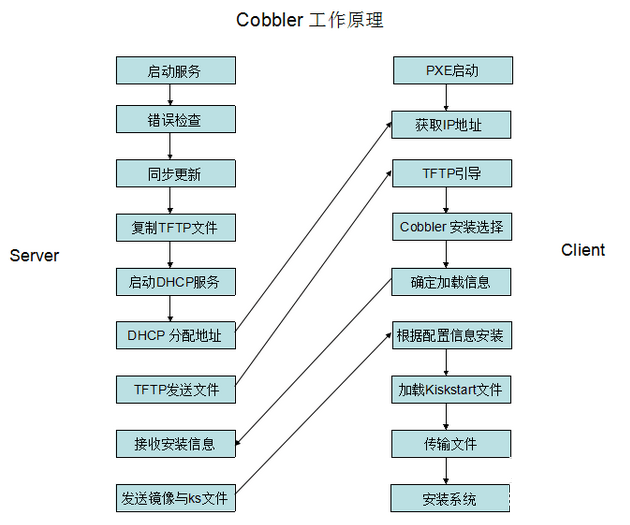 Cobbler 工作原理
Server
启动服务
错误检查
同步更新
复制TFTP文件
启动DHCP服务
DHCP 分配地址
TFTP发送文件
接收安装信息
发送镜像与ks文件
Client
PXE启动
获取IP地址
TFTP引导
Cobbler 安装选择
确定加载信息
根据配置信息安装
加载Kiskstart文件
传输文件
安装系统